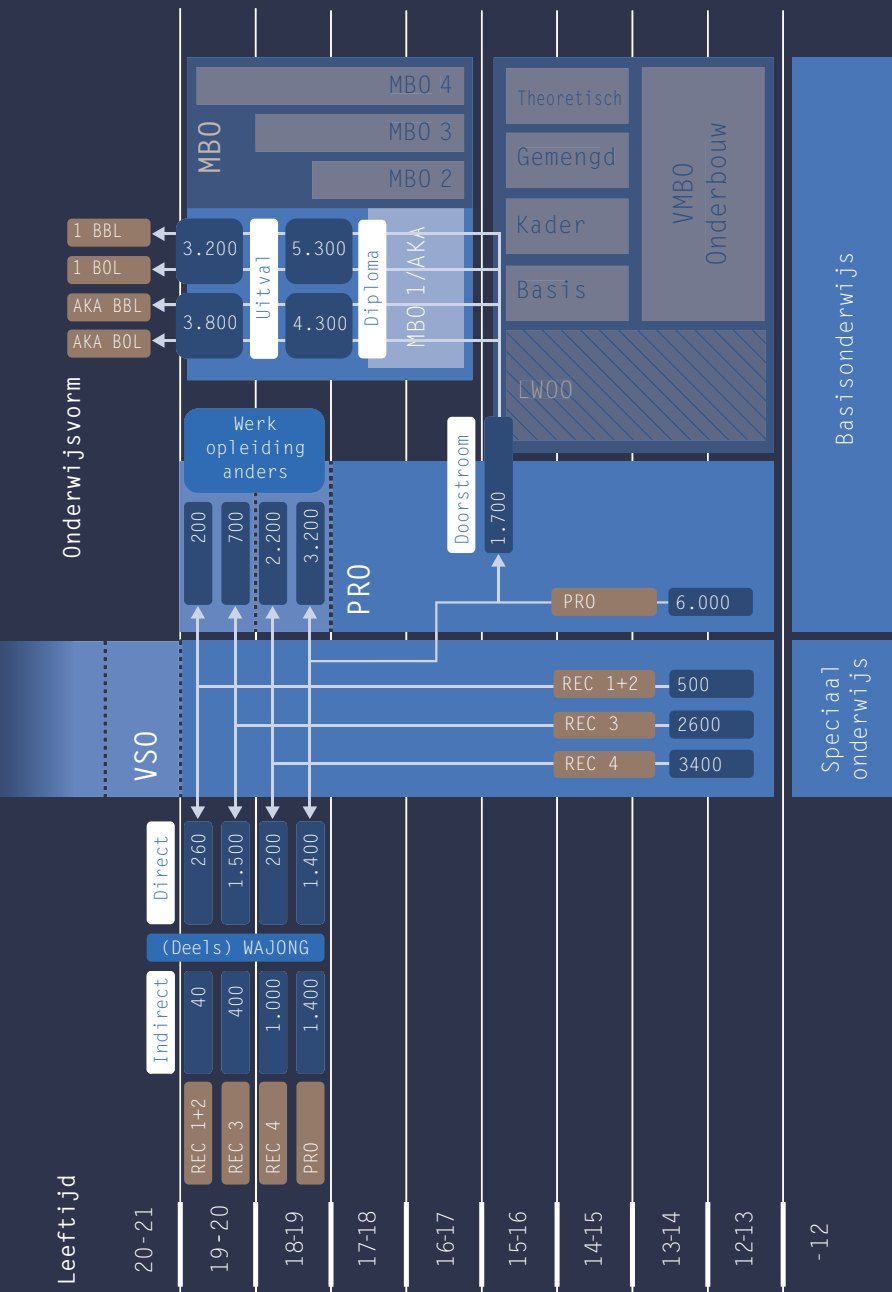 MBO 4
MBO 3
MBO 2
MBO
MBO 1/AKA
Theoretisch
Gemengd
Kader
Basis
VMBO
Onderbouw
LWOO
Basisonderwijs
1 BBL
1 BOL
AKA BBL
AKA BOL
3.200
3.800
Uitval
5.300
4.300
Diploma
Onderwijsvorm
Werk
opleiding
anders
200
700
2.200
3.200
PRO
Doorstroom
1.700
PRO
6.000
VSO
REC 1+2
500
REC 3
2600
REC 4
3400
Speciaal
onderwijs
Direct
260
1.500
200
1.400
(Deels) WAJONG
Indirect
40
400
1.000
1.400
REC 1+2
REC 3
REC 4
PRO
Leeftijd
20-21
19-20
18-19
17-18
16-17
15-16
14-15
13-14
12-13
-12